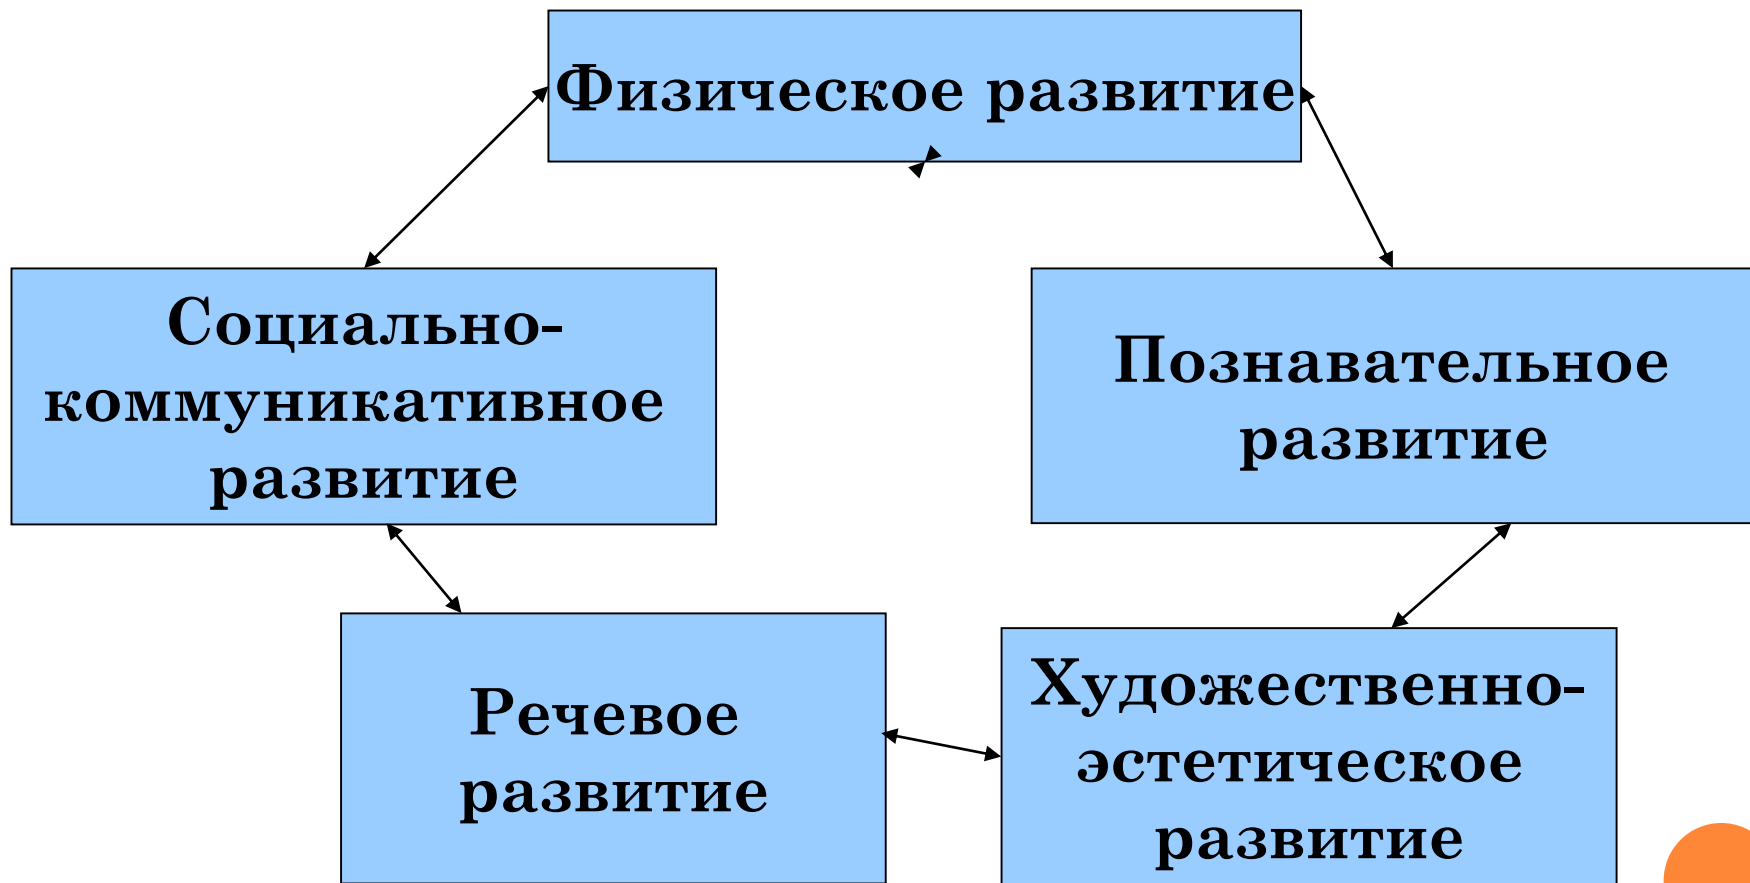 Физическое развитие
Социально-
коммуникативное
развитие
Познавательное
развитие
Речевое
развитие
Художественно-
эстетическое
развитие